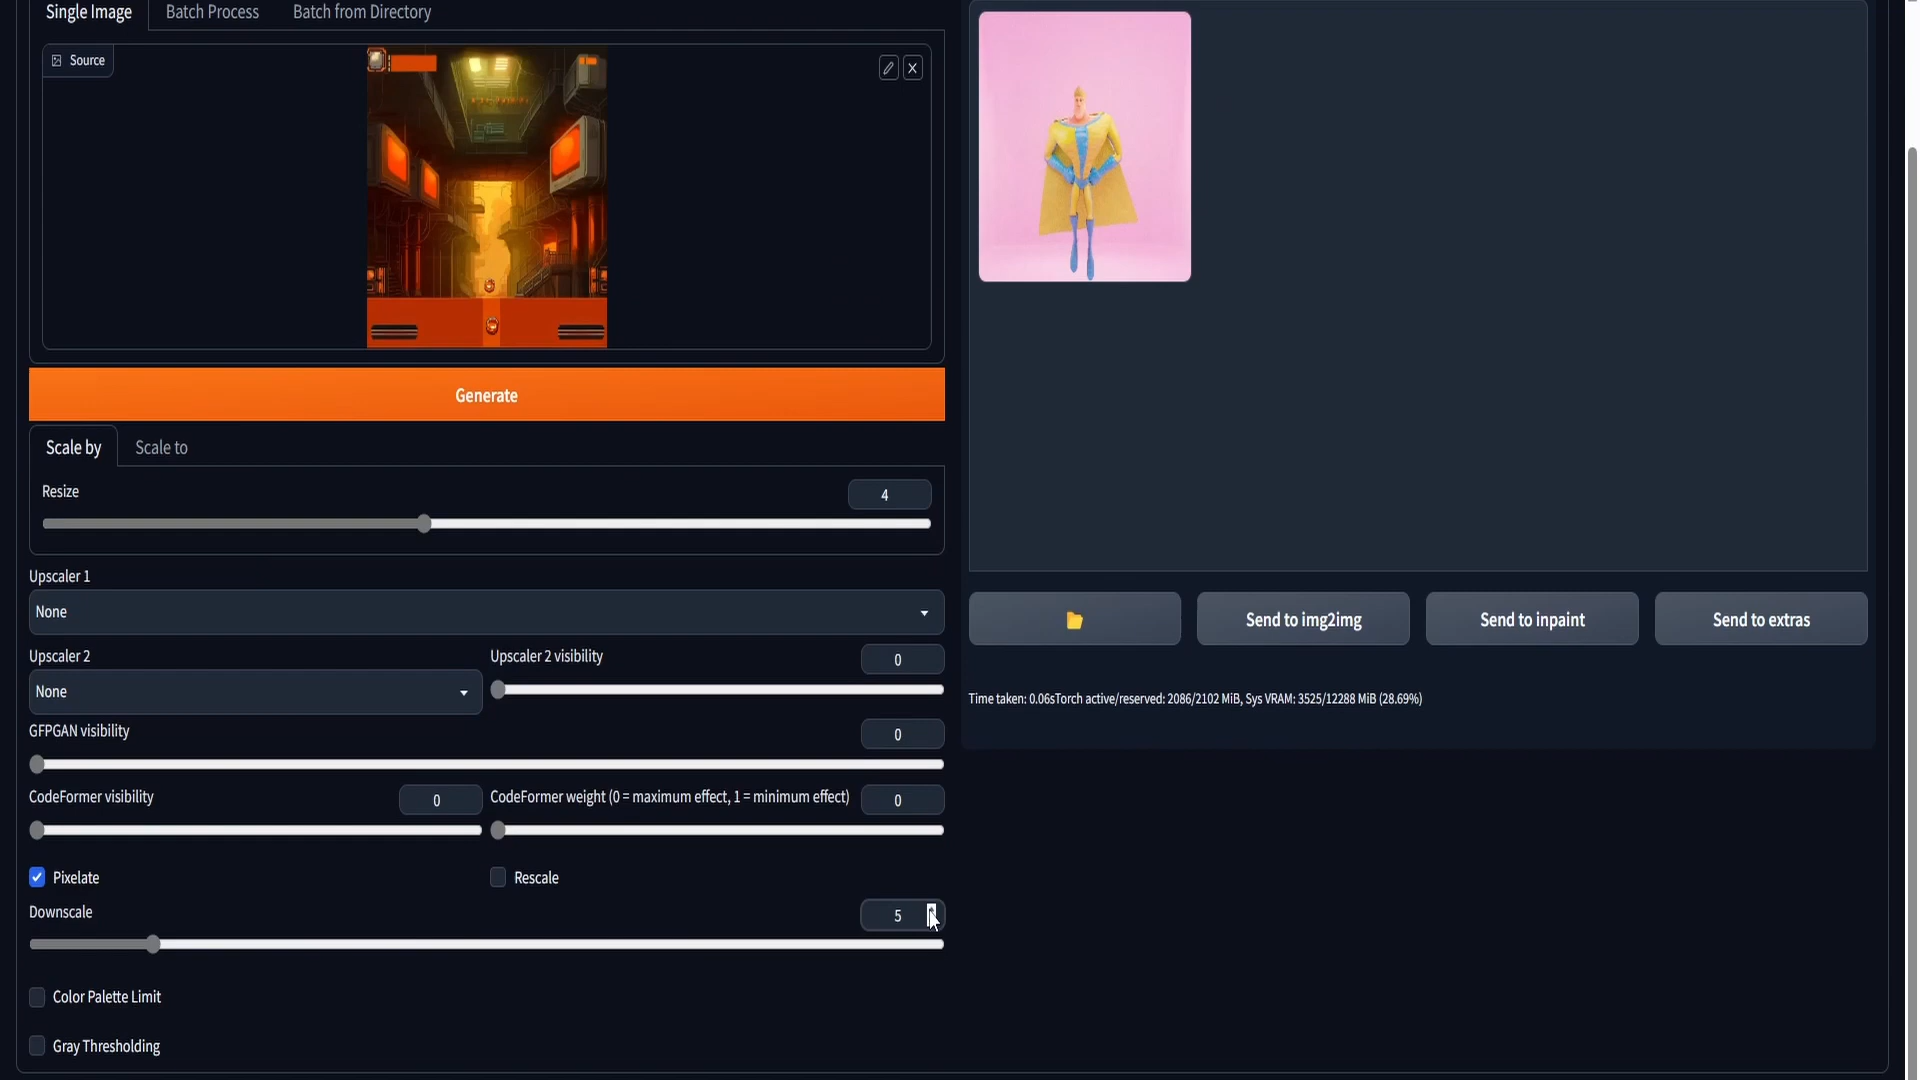 Single Image
Batch Process
Batch from Directory
Source
Generate
Scale by
Scale to
Resize
4
Upscaler 1
None
Upscaler 2
None
Upscaler 2 visibility
0
GFPGAN visibility
0
CodeFormer visibility
0
CodeFormer weight (0 = maximum effect, 1 = minimum effect)
0
Pixelate
Rescale
Downscale
5
Color Palette Limit
Gray Thresholding
Send to img2img
Send to inpaint
Send to extras
Time taken: 0.06sTorch active/reserved: 2086/2102 MiB, Sys VRAM: 3525/12288 MiB (28.69%)